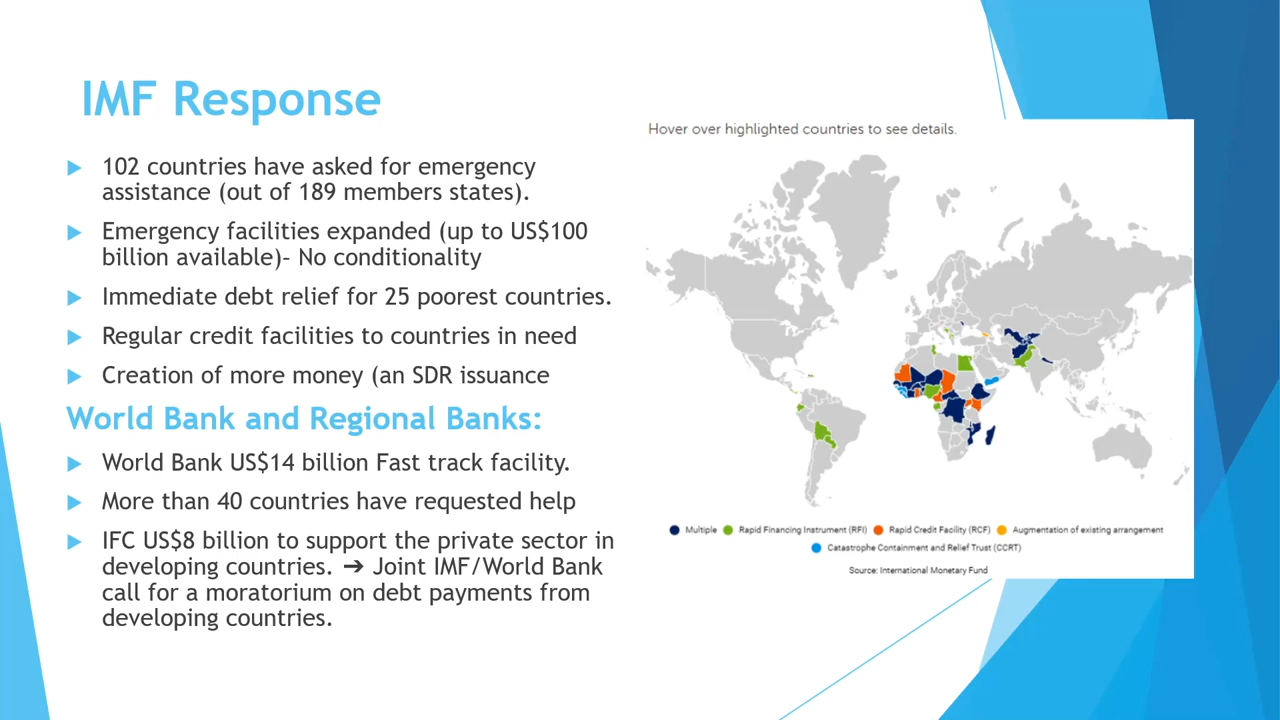 IMF Response
102 countries have asked for emergency
assistance (out of 189 members states).
Emergency facilities expanded (up to US$100
billion available)- No conditionality
Immediate debt relief for 25 poorest countries.
Regular credit facilities to countries in need
Creation of more money (an SDR issuance
World Bank and Regional Banks:
World Bank US$14 billion Fast track facility.
More than 40 countries have requested help
IFC US$8 billion to support the private sector in
developing countries. ➔ Joint IMF/World Bank
call for a moratorium on debt payments from
developing countries.
Hover over highlighted countries to see details.
Multiple Rapid Financing Instrument (RFI) Rapid Credit Facility (RCF) Augmentation of existing arrangement
Catastrophe Containment and Relief Trust (CCRT)
Source: International Monetary Fund